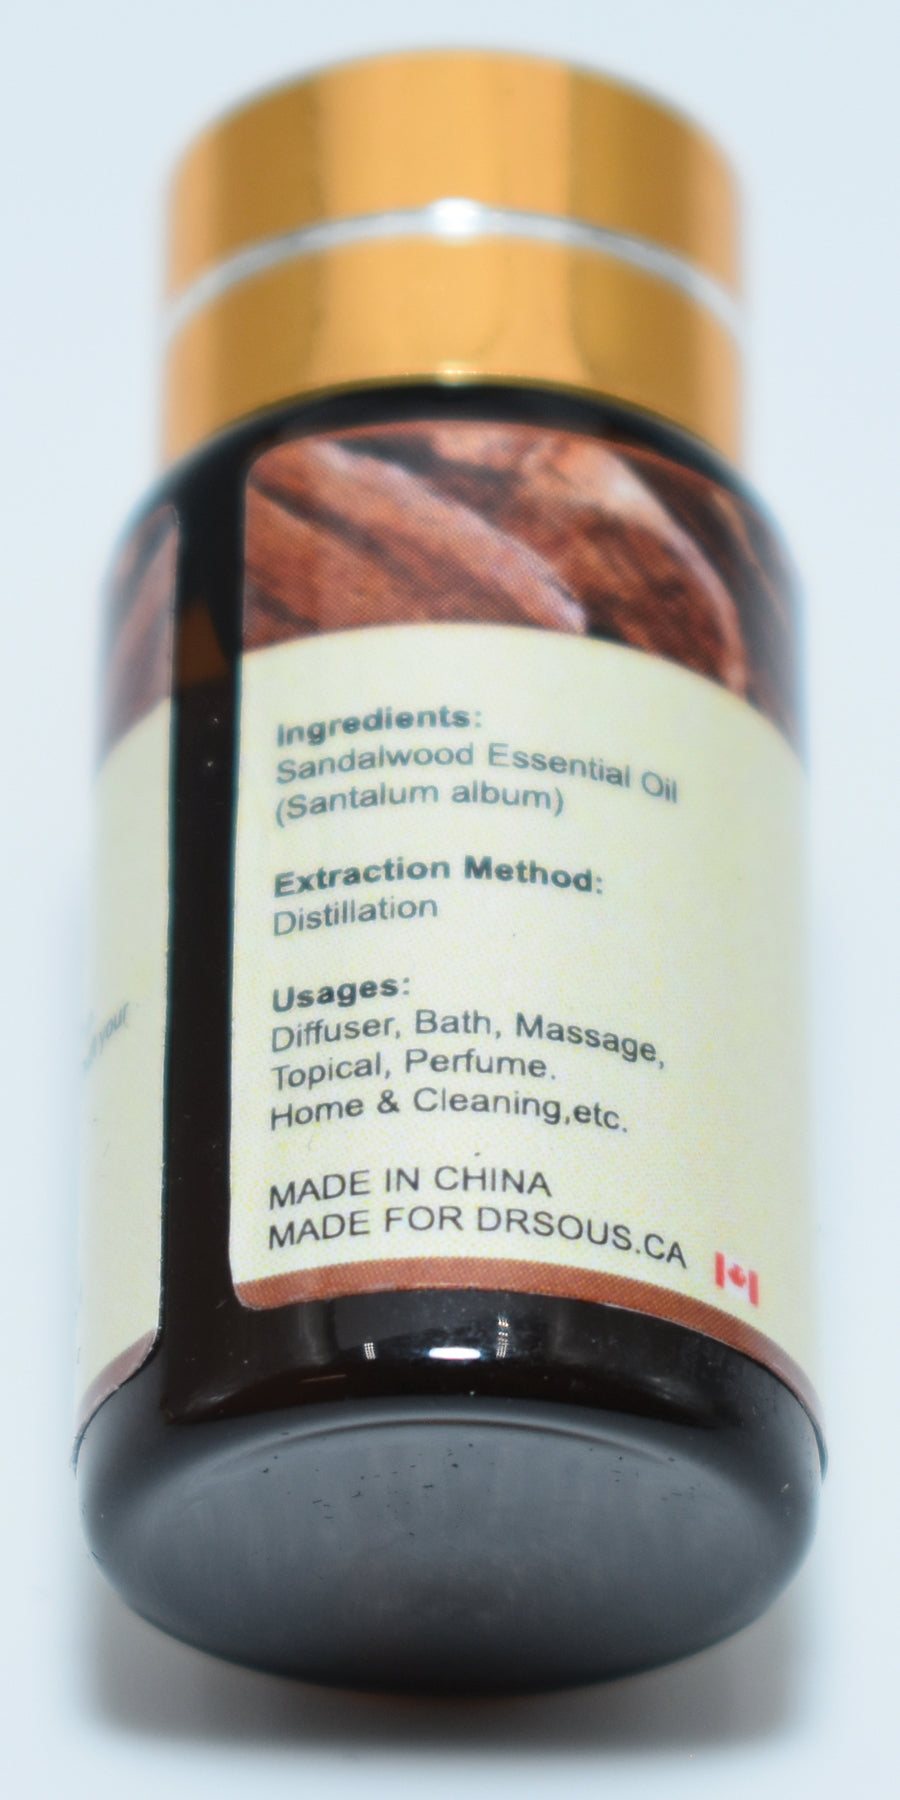 Ingredients:
Sandalwood Essential Oil
(Santalum album)
Extraction Method:
Distillation
Usages:
Diffuser, Bath, Massage,
Topical, Perfume.
Home & Cleaning,etc.
MADE IN CHINA
MADE FOR DRSOUS.CA
your